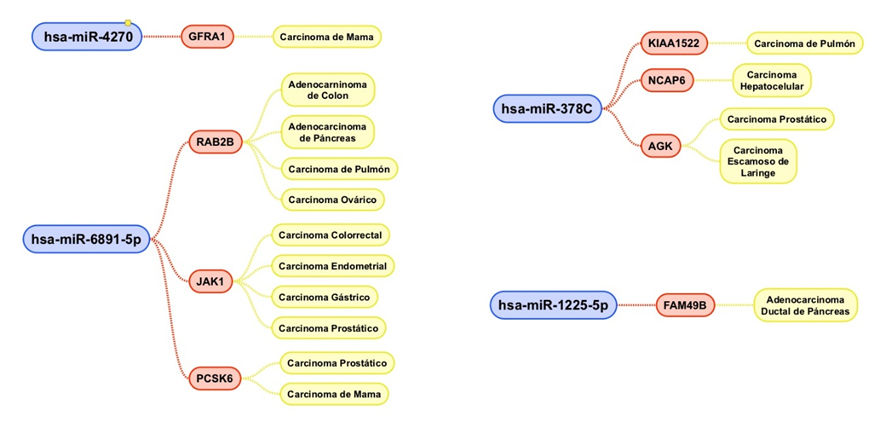 hsa-miR-4270
GFRA1
Carcinoma de Mama
hsa-miR-6891-5p
RAB2B
Adenocarninoma
de Colon
Adenocarcinoma
de Páncreas
Carcinoma de Pulmón
Carcinoma Ovárico
JAK1
Carcinoma Colorrectal
Carcinoma Endometrial
Carcinoma Gástrico
Carcinoma Prostático
PCSK6
Carcinoma Prostático
Carcinoma de Mama
hsa-miR-378C
KIAA1522
Carcinoma de Pulmón
NCAP6
Carcinoma
Hepatocelular
AGK
Carcinoma Prostático
Carcinoma
Escamoso de
Laringe
hsa-miR-1225-5p
FAM49B
Adenocarcinoma
Ductal de Páncreas